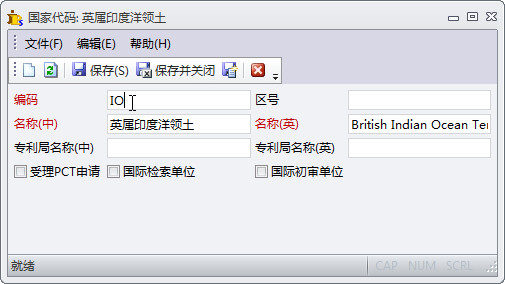 国家代码: 英属印度洋领土
文件(F) 编辑(E) 帮助(H)
保存(S) 保存并关闭
编码 IO 区号
名称(中) 英属印度洋领土 名称(英) British Indian Ocean Ter
专利局名称(中) 专利局名称(英)
受理PCT申请 国际检索单位 国际初审单位
就绪 CAP NUM SCRL